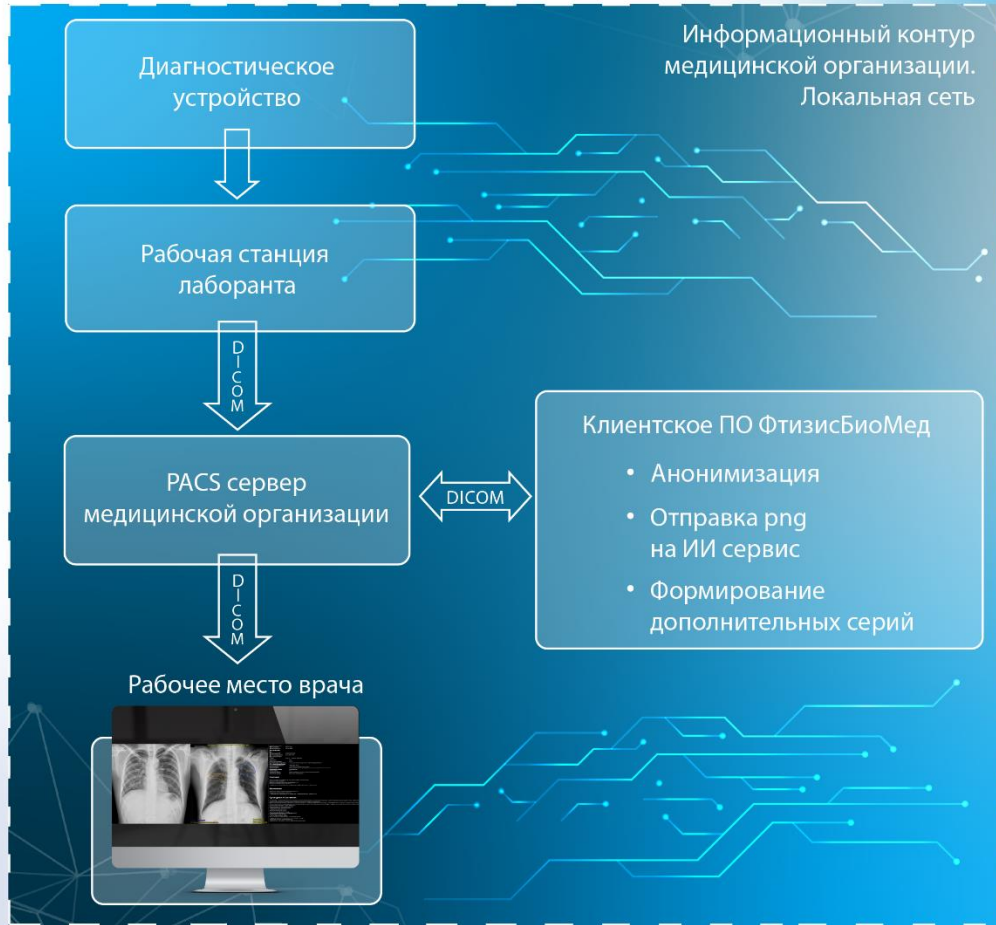 Информационный контур
медицинской организации.
Локальная сеть
Диагностическое
устройство
Рабочая станция
лаборанта
DICOM
PACS сервер
медицинской организации
DICOM
Клиентское ПО ФтизисБиоМед
• Анонимизация
• Отправка png
на ИИ сервис
• Формирование
дополнительных серий
DICOM
Рабочее место врача